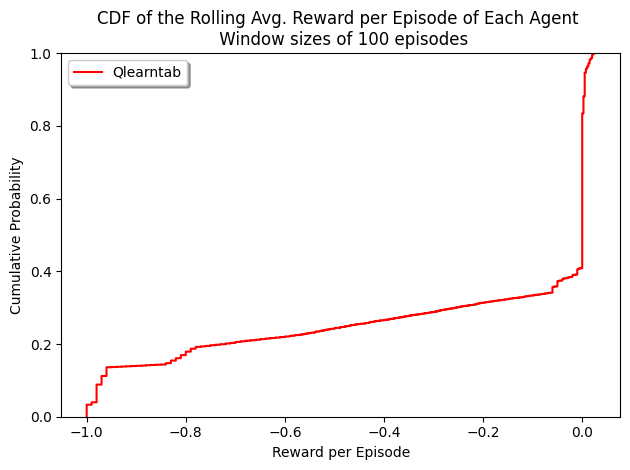 CDF of the Rolling Avg. Reward per Episode of Each Agent
Window sizes of 100 episodes
Qlearntab
Cumulative Probability
1.0
0.8
0.6
0.4
0.2
0.0
−1.0 −0.8 −0.6 −0.4 −0.2 0.0
Reward per Episode